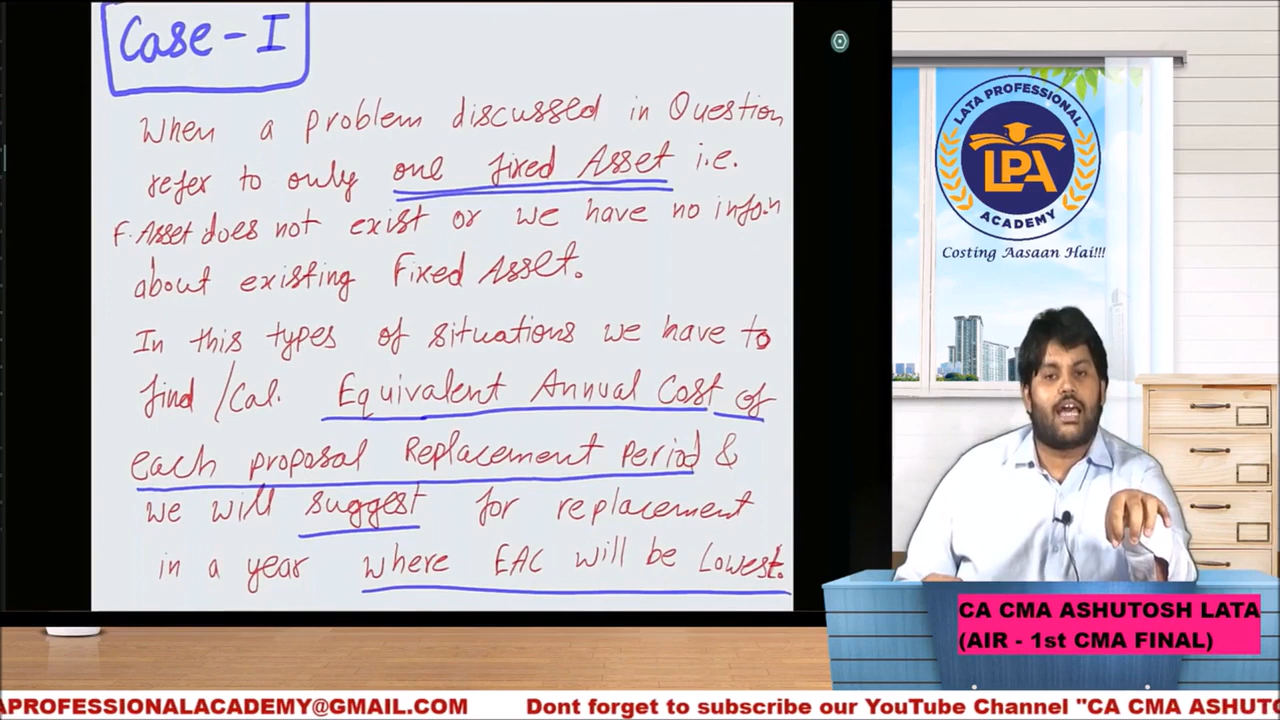 Case - I
When a problem discussed in Question
refer to only one fixed Asset i.e.
F. Asset does not exist or we have no info.n
about existing Fixed Asset.
In this types of situations we have to
find / Cal. Equivalent Annual Cost of
each proposal Replacement Period &
we will suggest for replacement
in a year where EAC will be Lowest.
LATA PROFESSIONAL
LPA
ACADEMY
Costing Aasaan Hai!!!
CA CMA ASHUTOSH LATA
(AIR - 1st CMA FINAL)
APROFESSIONALACADEMY@GMAIL.COM Dont forget to subscribe our YouTube Channel "CA CMA ASHUT